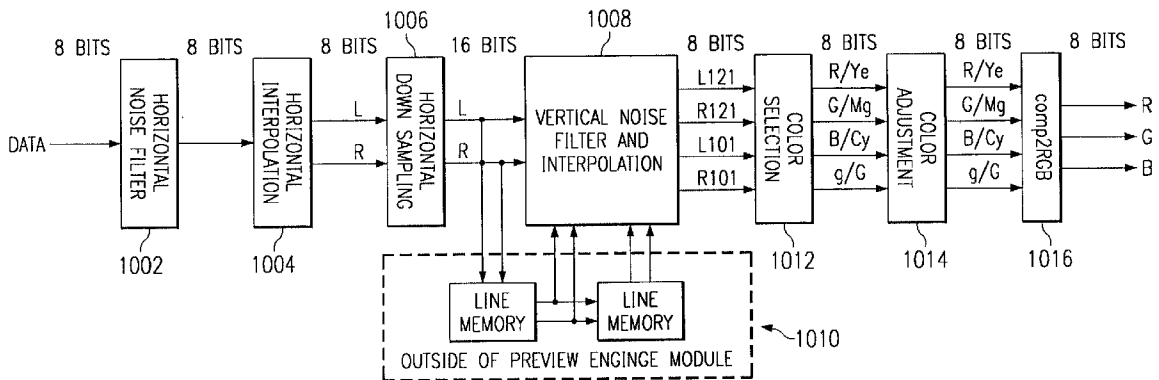 1006
1008
8 BITS
8 BITS
8 BITS
16 BITS
8 BITS
8 BITS
8 BITS
8 BITS
DATA
HORIZONTAL
NOISE FILTER
HORIZONTAL
INTERPOLATION
L
R
HORIZONTAL
DOWN SAMPLING
L
R
VERTICAL NOISE
FILTER AND
INTERPOLATION
L121
R121
L101
R101
COLOR
SELECTION
R/Ye
G/Mg
B/Cy
g/G
COLOR
ADJUSTMENT
R/Ye
G/Mg
B/Cy
g/G
comp2RGB
R
G
B
1002
1004
1012
1014
1016
LINE
MEMORY
LINE
MEMORY
OUTSIDE OF PREVIEW ENGINGE MODULE
1010